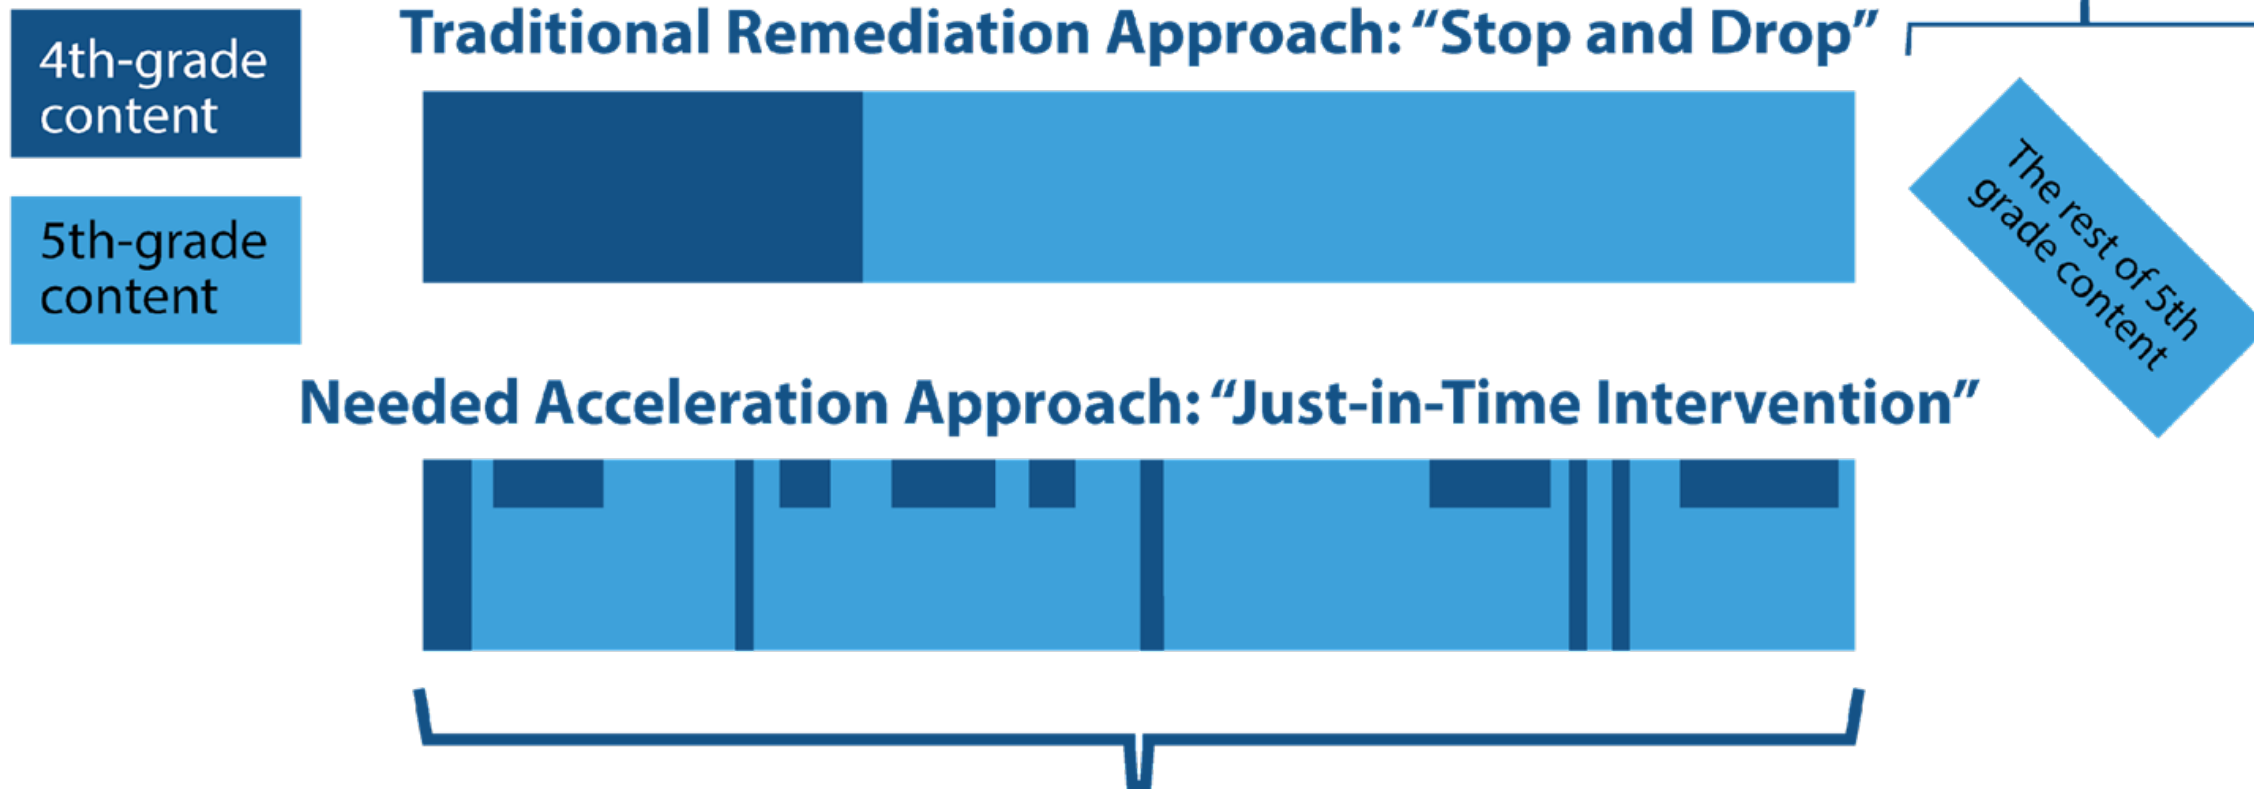 4th-grade
content
Traditional Remediation Approach: “Stop and Drop”
5th-grade
content
The rest of 5th
grade content
Needed Acceleration Approach: “Just-in-Time Intervention”